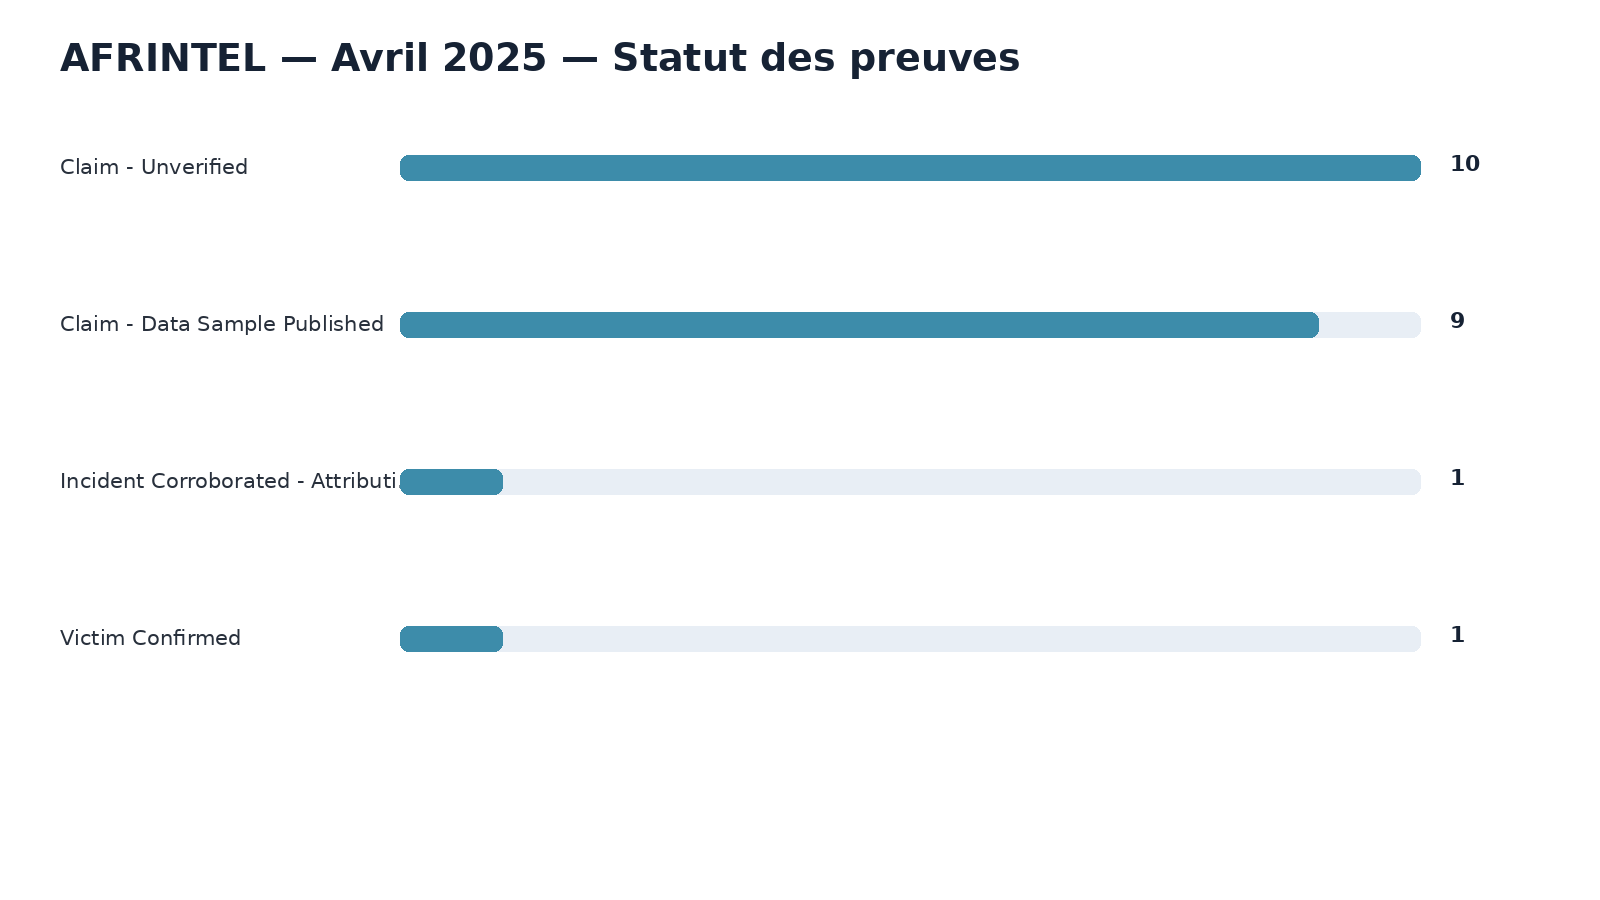 AFRINTEL — Avril 2025 — Statut des preuves
Claim - Unverified 10
Claim - Data Sample Published 9
Incident Corroborated - Attributi 1
Victim Confirmed 1